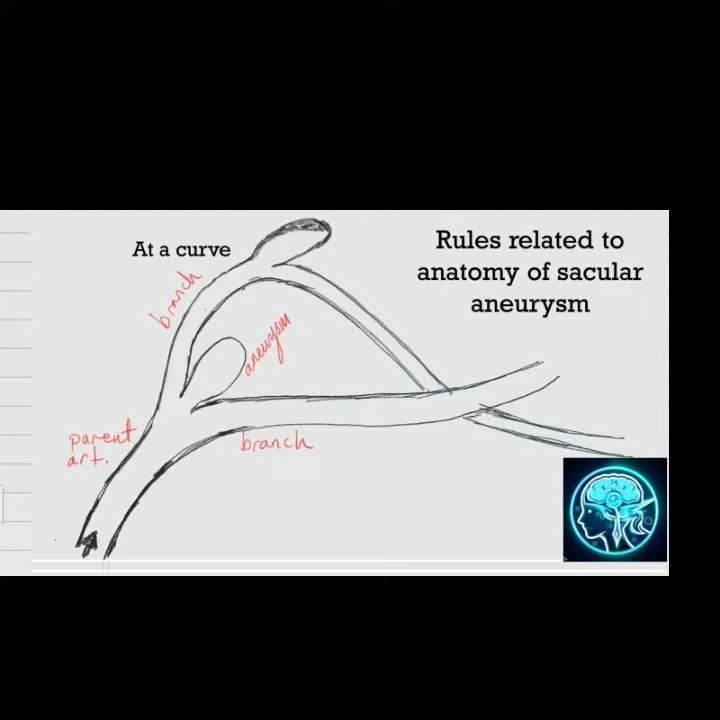 Rules related to
anatomy of sacular
aneurysm
At a curve
branch
aneurysm
parent
art.
branch